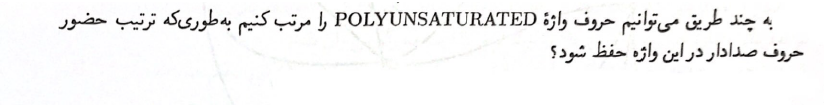 به چند طریق می‌توانیم حروف واژهٔ POLYUNSATURATED را مرتب کنیم به‌طوری‌که ترتیب حضور
حروف صدادار در این واژه حفظ شود؟